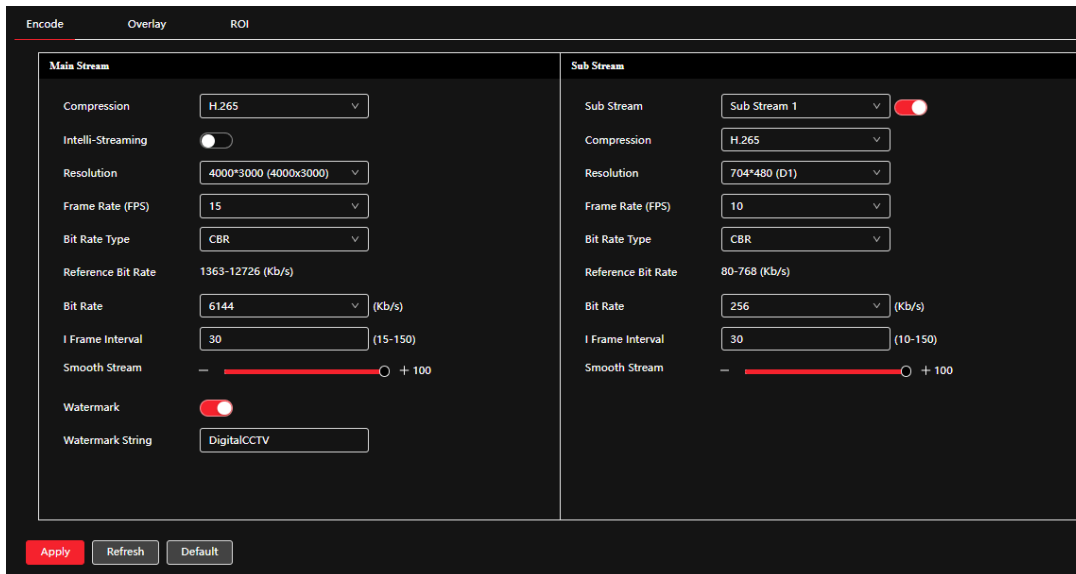 Encode Overlay ROI
Main Stream
Compression H.265
Intelli-Streaming
Resolution 4000*3000 (4000x3000)
Frame Rate (FPS) 15
Bit Rate Type CBR
Reference Bit Rate 1363-12726 (Kb/s)
Bit Rate 6144 (Kb/s)
I Frame Interval 30 (15-150)
Smooth Stream − + 100
Watermark
Watermark String DigitalCCTV
Sub Stream
Sub Stream Sub Stream 1
Compression H.265
Resolution 704*480 (D1)
Frame Rate (FPS) 10
Bit Rate Type CBR
Reference Bit Rate 80-768 (Kb/s)
Bit Rate 256 (Kb/s)
I Frame Interval 30 (10-150)
Smooth Stream − + 100
Apply Refresh Default